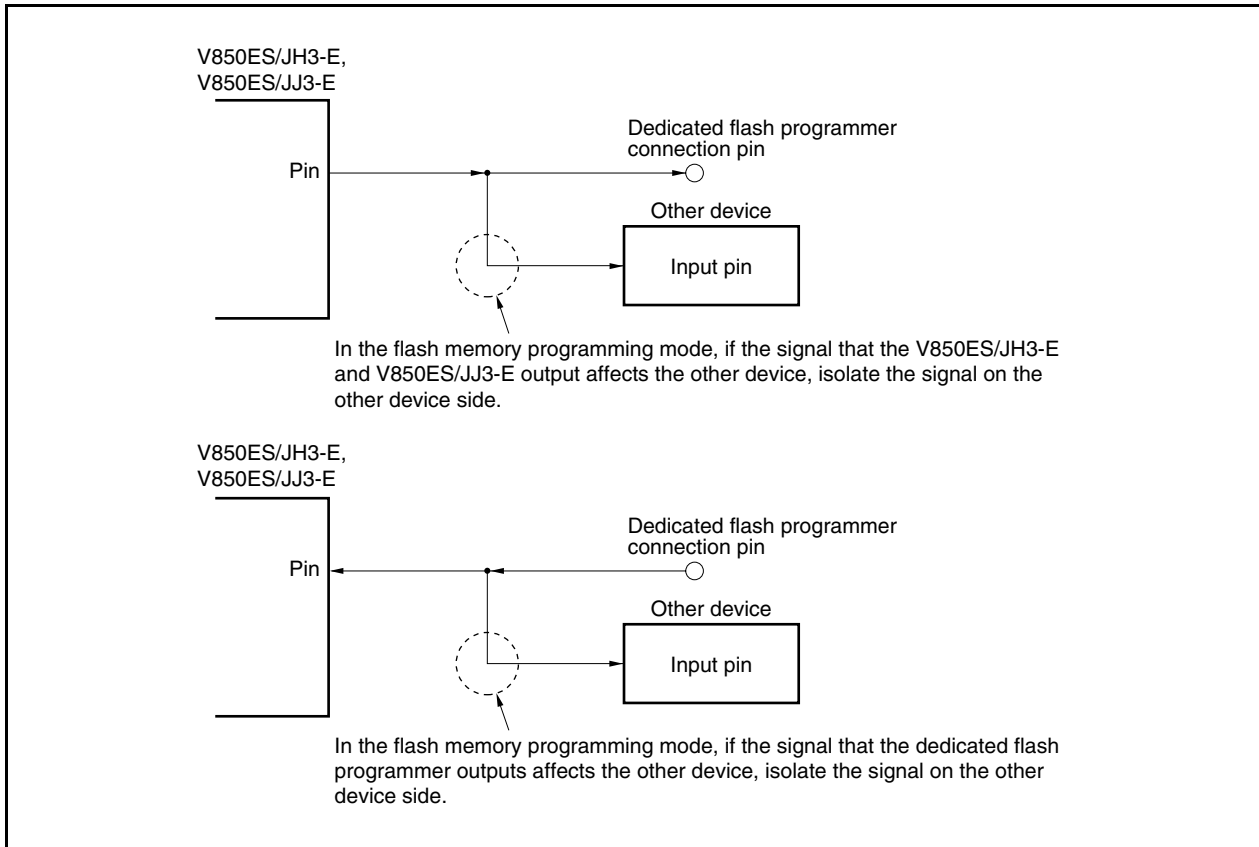 V850ES/JH3-E,
V850ES/JJ3-E
Pin
Dedicated flash programmer
connection pin
Other device
Input pin
In the flash memory programming mode, if the signal that the V850ES/JH3-E
and V850ES/JJ3-E output affects the other device, isolate the signal on the
other device side.
V850ES/JH3-E,
V850ES/JJ3-E
Pin
Dedicated flash programmer
connection pin
Other device
Input pin
In the flash memory programming mode, if the signal that the dedicated flash
programmer outputs affects the other device, isolate the signal on the other
device side.